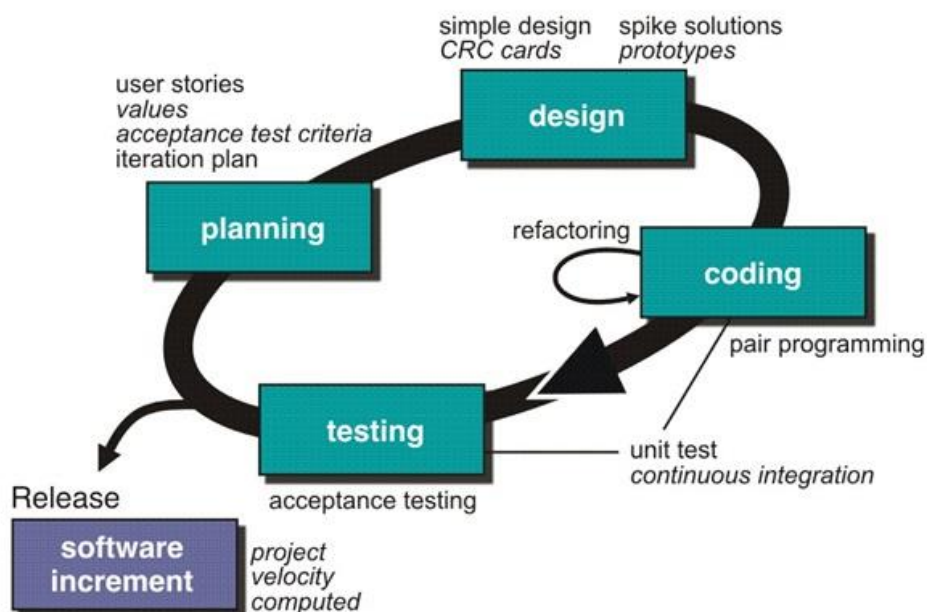 simple design
CRC cards
spike solutions
prototypes
user stories
values
acceptance test criteria
iteration plan
design
planning
refactoring
coding
pair programming
testing
unit test
continuous integration
acceptance testing
Release
software
increment
project
velocity
computed